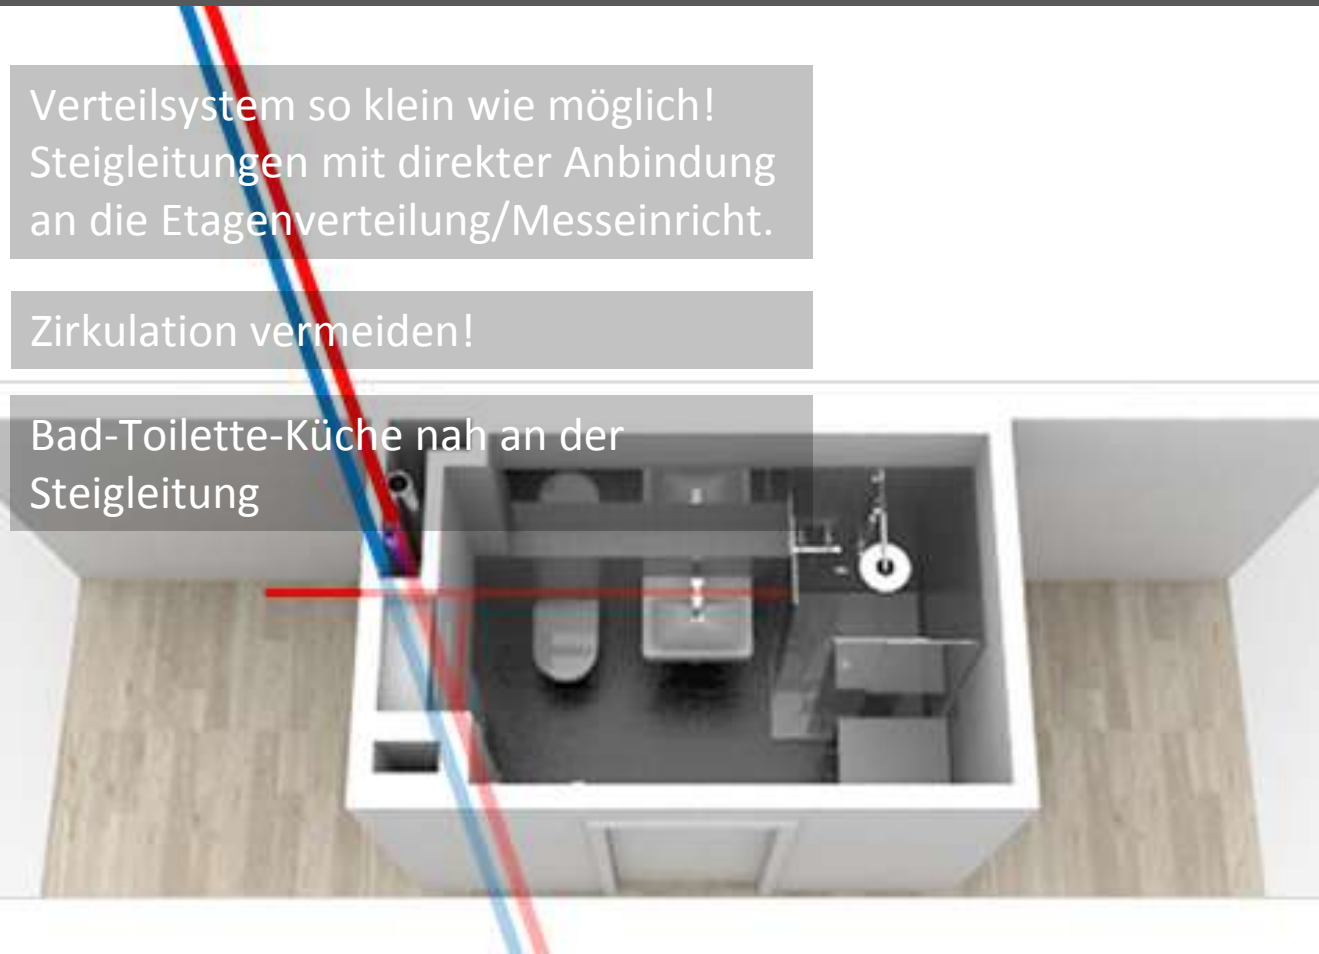 Verteilsystem so klein wie möglich!
Steigleitungen mit direkter Anbindung
an die Etagenverteilung/Messeinricht.
Zirkulation vermeiden!
Bad-Toilette-Küche nah an der
Steigleitung